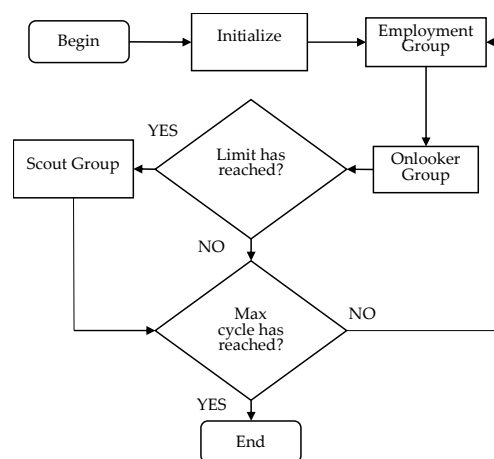 Begin
Initialize
Employment
Group
YES
Scout Group
Limit has
reached?
Onlooker
Group
NO
Max
cycle has
reached?
NO
YES
End